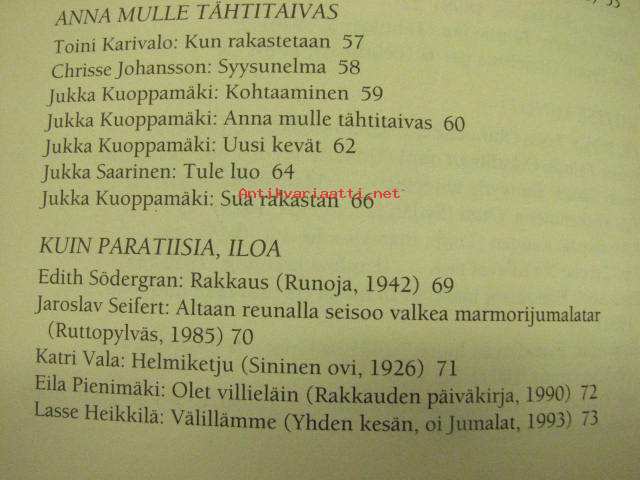 ANNA MULLE TÄHTITAIVAS
Toini Karivalo: Kun rakastetaan 57
Chrisse Johansson: Syysunelma 58
Jukka Kuoppamäki: Kohtaaminen 59
Jukka Kuoppamäki: Anna mulle tähtitaivas 60
Jukka Kuoppamäki: Uusi kevät 62
Jukka Saarinen: Tule luo 64
Antikvariaatti.net
Jukka Kuoppamäki: Sua rakastan 66
KUIN PARATIISIA, ILOA
Edith Södergran: Rakkaus (Runoja, 1942) 69
Jaroslav Seifert: Altaan reunalla seisoo valkea marmorijumalatar
(Ruttopylväs, 1985) 70
Katri Vala: Helmiketju (Sininen ovi, 1926) 71
Eila Pienimäki: Olet villieläin (Rakkauden päiväkirja, 1990) 72
Lasse Heikkilä: Välillämme (Yhden kesän, oi Jumalat, 1993) 73